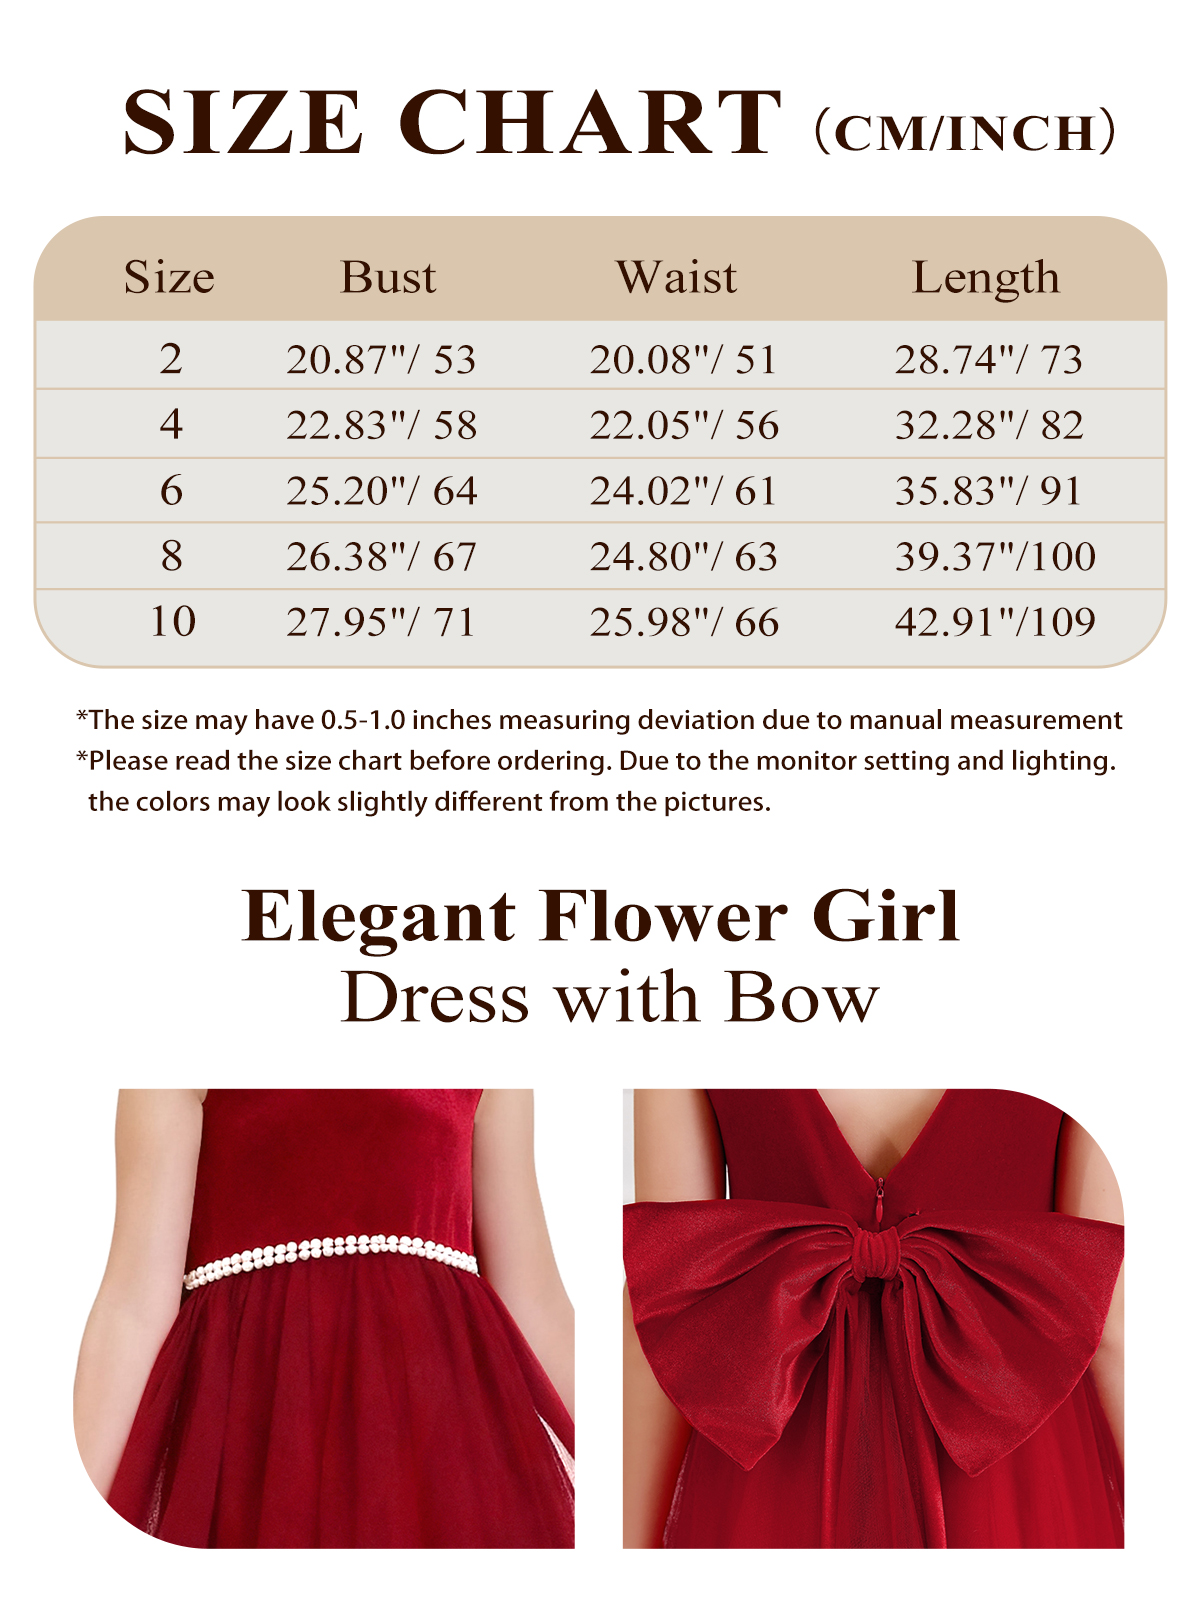 SIZE CHART（CM/INCH）
Size Bust Waist Length
2 20.87"/ 53 20.08"/ 51 28.74"/ 73
4 22.83"/ 58 22.05"/ 56 32.28"/ 82
6 25.20"/ 64 24.02"/ 61 35.83"/ 91
8 26.38"/ 67 24.80"/ 63 39.37"/100
10 27.95"/ 71 25.98"/ 66 42.91"/109
*The size may have 0.5-1.0 inches measuring deviation due to manual measurement
*Please read the size chart before ordering. Due to the monitor setting and lighting.
the colors may look slightly different from the pictures.
Elegant Flower Girl
Dress with Bow